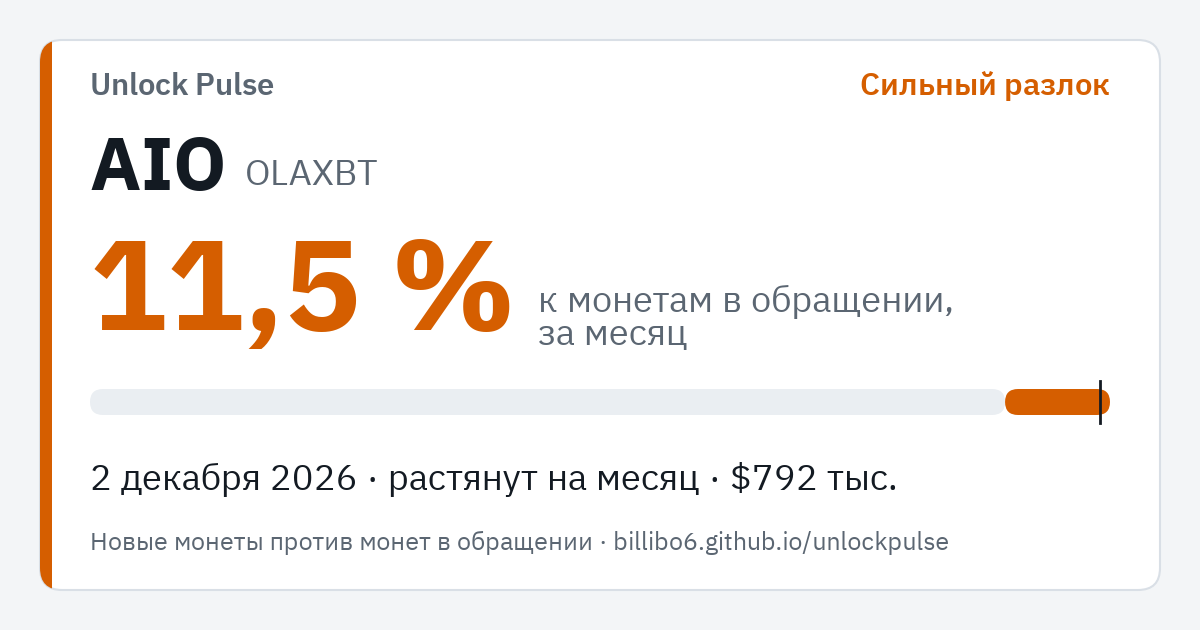 Unlock Pulse
Сильный разлок
AIO OLAXBT
11,5 % к монетам в обращении,
за месяц
2 декабря 2026 · растянут на месяц · $792 тыс.
Новые монеты против монет в обращении · billibo6.github.io/unlockpulse